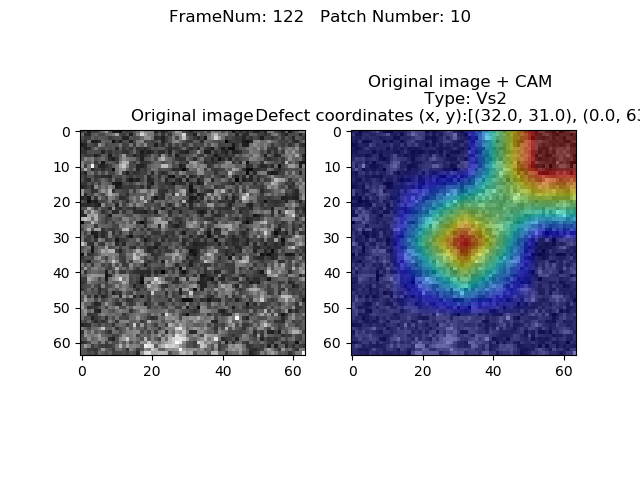 FrameNum: 122   Patch Number: 10
Original image
Original image + CAM
Type: Vs2
Defect coordinates (x, y):[(32.0, 31.0), (0.0, 63
0
10
20
30
40
50
60
0 20 40 60
0
10
20
30
40
50
60
0 20 40 60